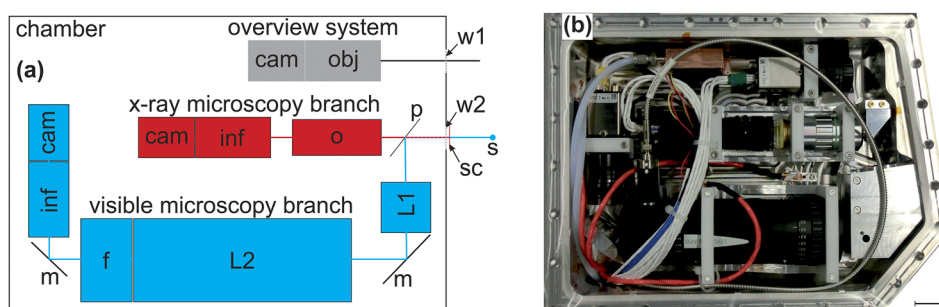 chamber
overview system
w1
(a)
cam
obj
x-ray microscopy branch
p
w2
cam
cam
inf
o
s
sc
inf
L1
visible microscopy branch
f
L2
m
m
(b)